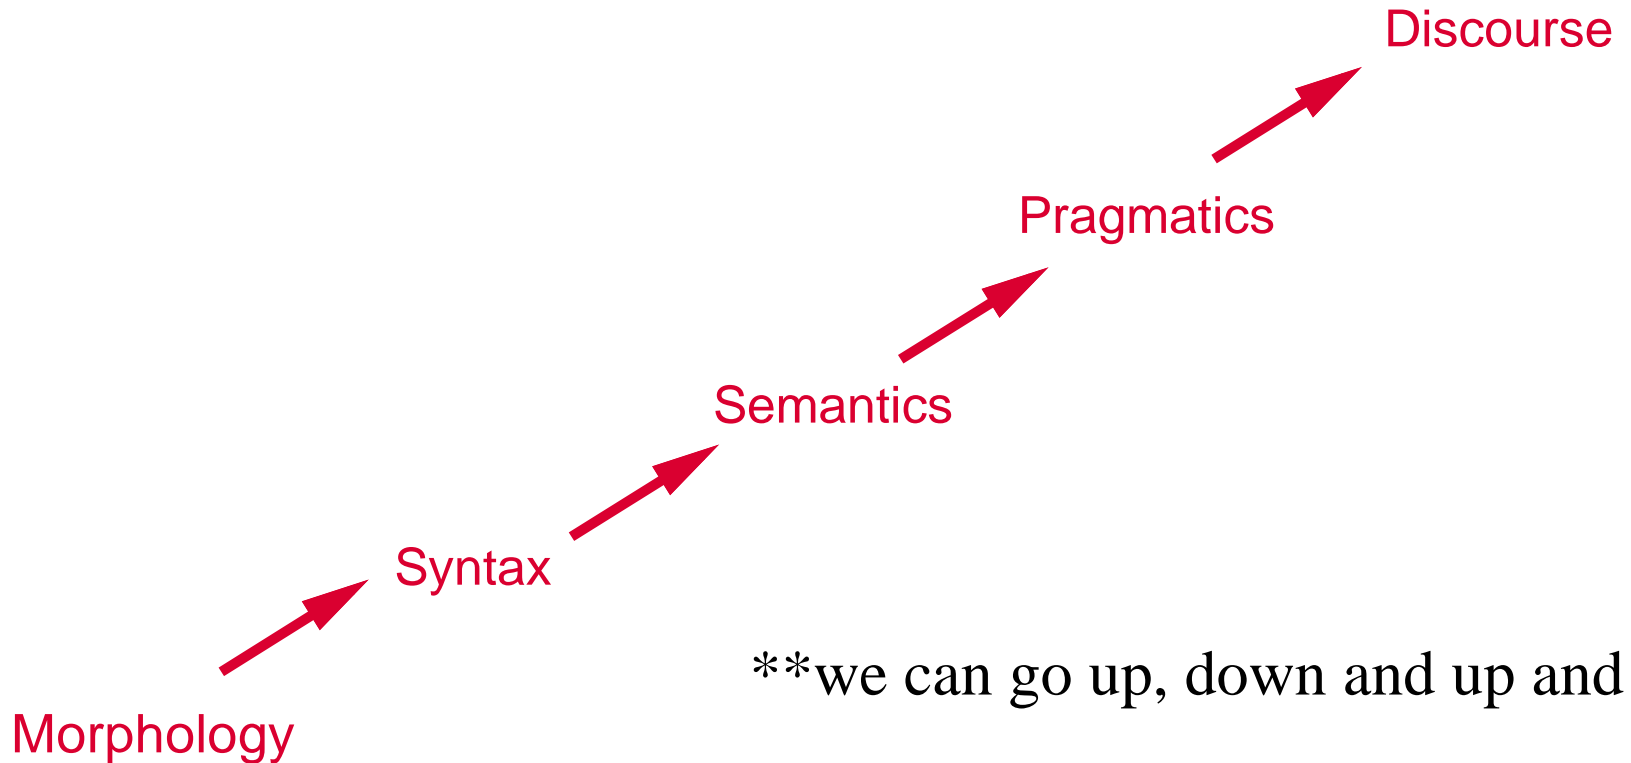 Discourse
Pragmatics
Semantics
Syntax
**we can go up, down and up and
Morphology